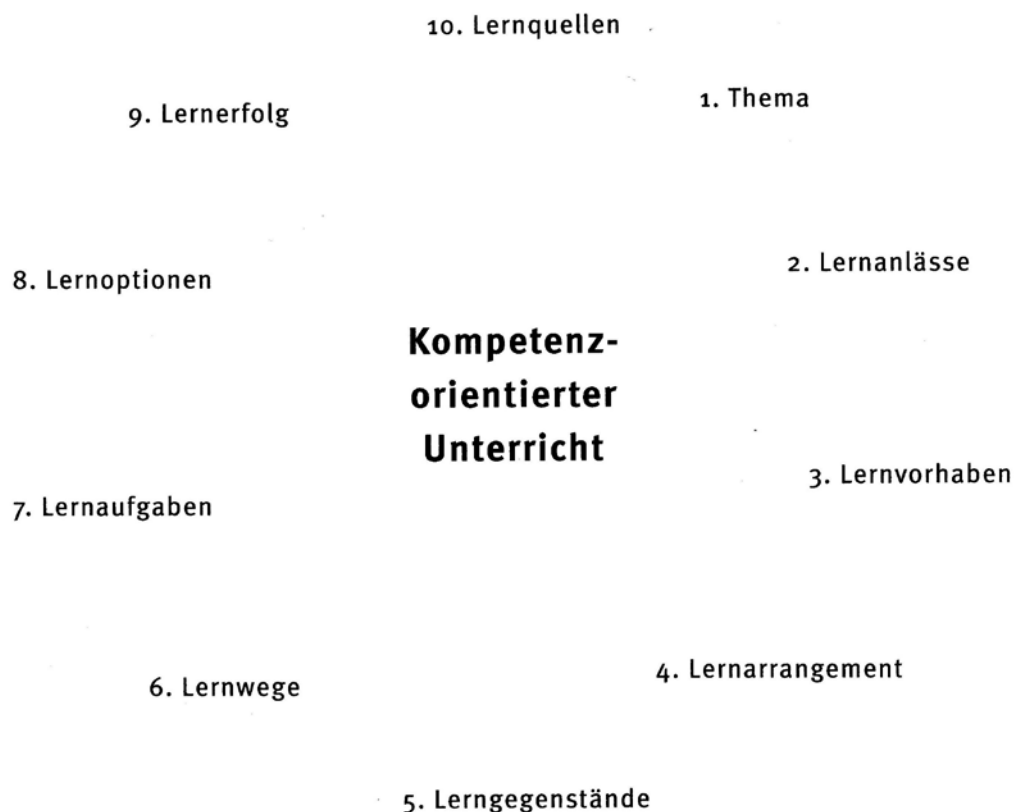 10. Lernquellen
1. Thema
9. Lernerfolg
2. Lernanlässe
8. Lernoptionen
Kompetenz-
orientierter
Unterricht
3. Lernvorhaben
7. Lernaufgaben
4. Lernarrangement
6. Lernwege
5. Lerngegenstände